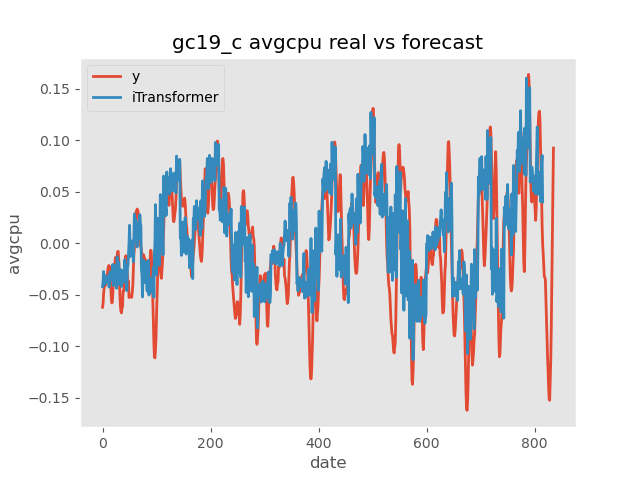 gc19_c avgcpu real vs forecast
y
iTransformer
0.15
0.10
0.05
0.00
−0.05
−0.10
−0.15
avgcpu
0 200 400 600 800
date